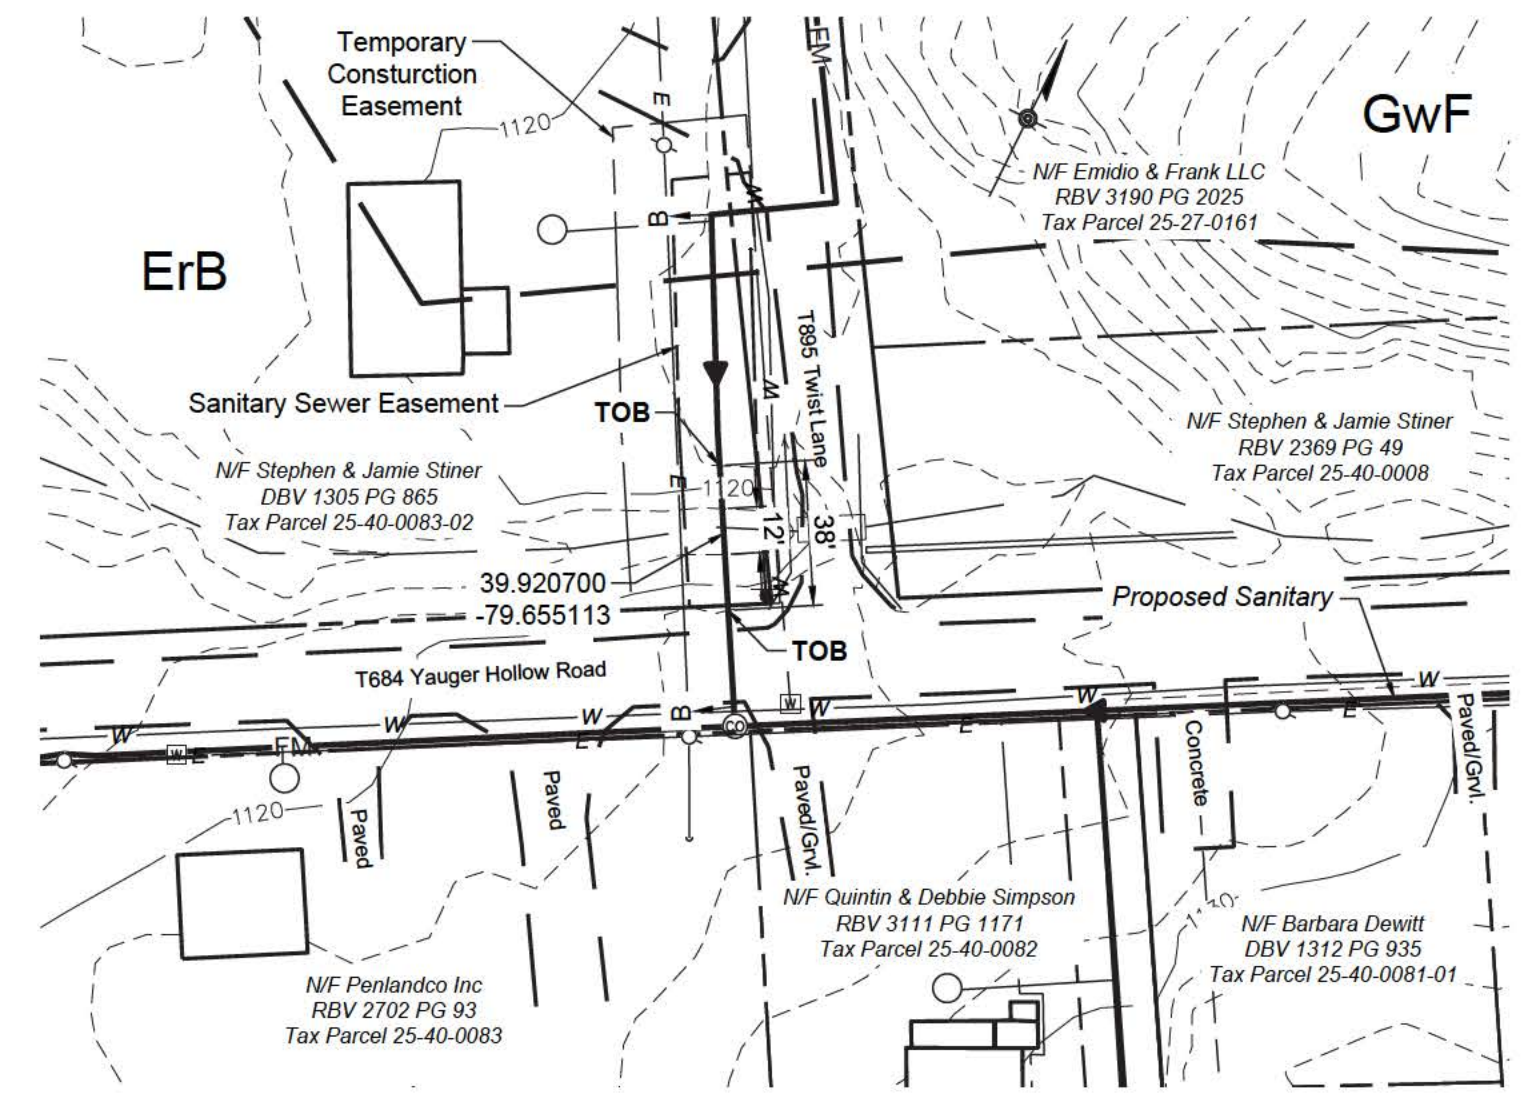 Temporary
Consturction
Easement
FM
E
1120
GwF
N/F Emidio & Frank LLC
RBV 3190 PG 2025
Tax Parcel 25-27-0161
W
B
ErB
T895 Twist Lane
W
Sanitary Sewer Easement
TOB
N/F Stephen & Jamie Stiner
RBV 2369 PG 49
Tax Parcel 25-40-0008
N/F Stephen & Jamie Stiner
DBV 1305 PG 865
Tax Parcel 25-40-0083-02
E
1120
12'
38'
39.920700
-79.655113
W
Proposed Sanitary
TOB
T684 Yauger Hollow Road
W
W
W
B
W
W
W
W
CO
E
E
E
W
E
FM
Paved/Grvl.
Concrete
Paved/Grvl.
Paved
Paved
1120
N/F Quintin & Debbie Simpson
RBV 3111 PG 1171
Tax Parcel 25-40-0082
1130
N/F Barbara Dewitt
DBV 1312 PG 935
Tax Parcel 25-40-0081-01
N/F Penlandco Inc
RBV 2702 PG 93
Tax Parcel 25-40-0083